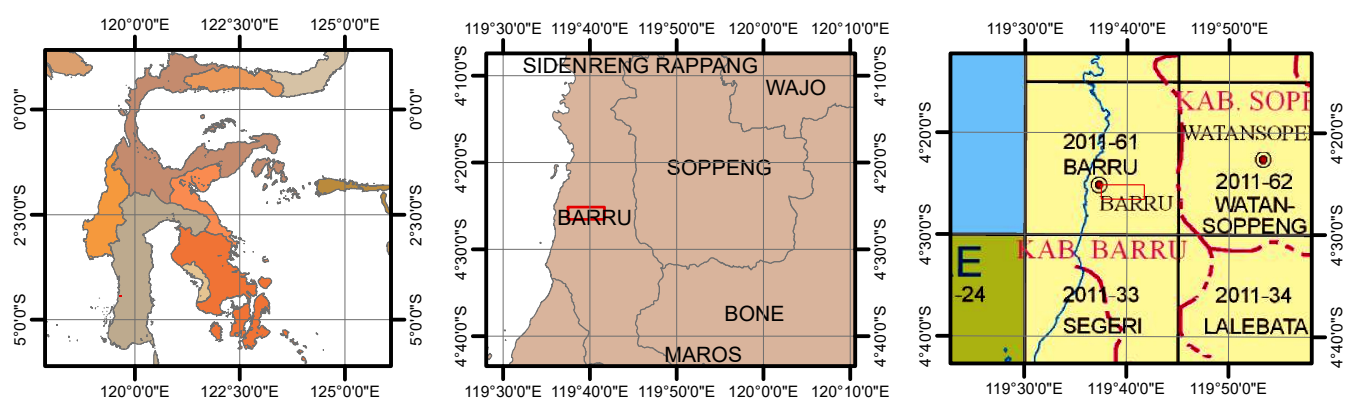 120°0'0"E 122°30'0"E 125°0'0"E
0°0'0"
2°30'0"S
5°0'0"S
0°0'0"
2°30'0"S
5°0'0"S
120°0'0"E 122°30'0"E 125°0'0"E
119°30'0"E 119°40'0"E 119°50'0"E 120°0'0"E 120°10'0"E
4°10'0"S
4°20'0"S
4°30'0"S
4°40'0"S
SIDENRENG RAPPANG
WAJO
SOPPENG
BARRU
BONE
MAROS
4°10'0"S
4°20'0"S
4°30'0"S
4°40'0"S
119°30'0"E 119°40'0"E 119°50'0"E 120°0'0"E 120°10'0"E
119°30'0"E 119°40'0"E 119°50'0"E
4°20'0"S
4°30'0"S
4°40'0"S
KAB. SOPP
WATANSOPE
2011-61
BARRU
BARRU
2011-62
WATAN-
SOPPENG
KAB. BARRU
E
-24
2011-33
SEGERI
2011-34
LALEBATA
4°20'0"S
4°30'0"S
4°40'0"S
119°30'0"E 119°40'0"E 119°50'0"E